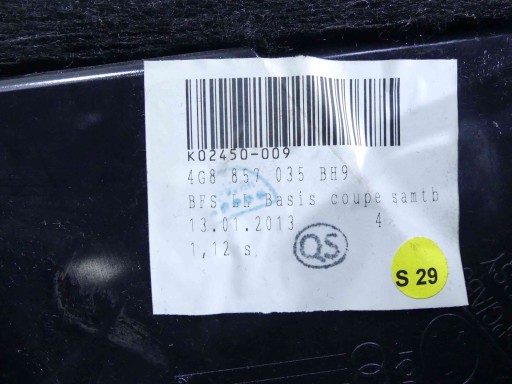 K02450-009
4G8 857 035 BH9
BFS LL Basis coupe samtb
13.01.2013 4
1,12 s
QS
S 29